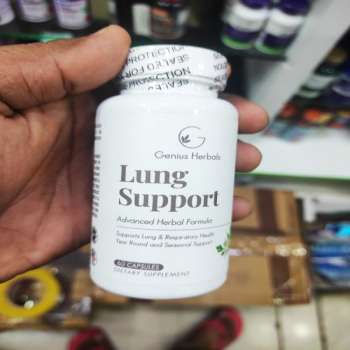 PROTECTION
SEALED FOR
PROTECTION
G
Genius Herbals
Lung
Support
Advanced Herbal Formula
Supports Lung & Respiratory Health
Year Round and Seasonal Support
60 CAPSULES
DIETARY SUPPLEMENT